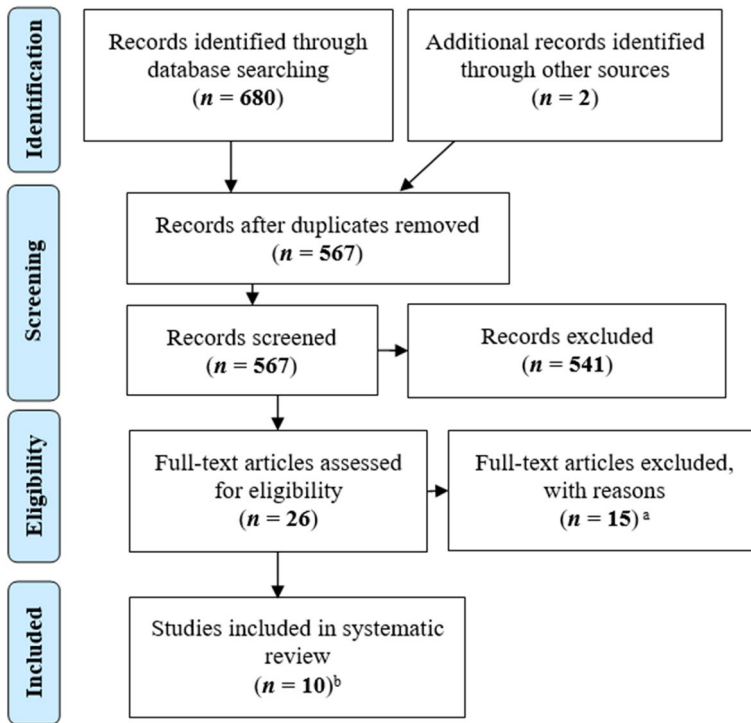 Identification
Records identified through
database searching
(n = 680)
Additional records identified
through other sources
(n = 2)
Screening
Records after duplicates removed
(n = 567)
Records screened
(n = 567)
Records excluded
(n = 541)
Eligibility
Full-text articles assessed
for eligibility
(n = 26)
Full-text articles excluded,
with reasons
(n = 15) a
Included
Studies included in systematic
review
(n = 10)b